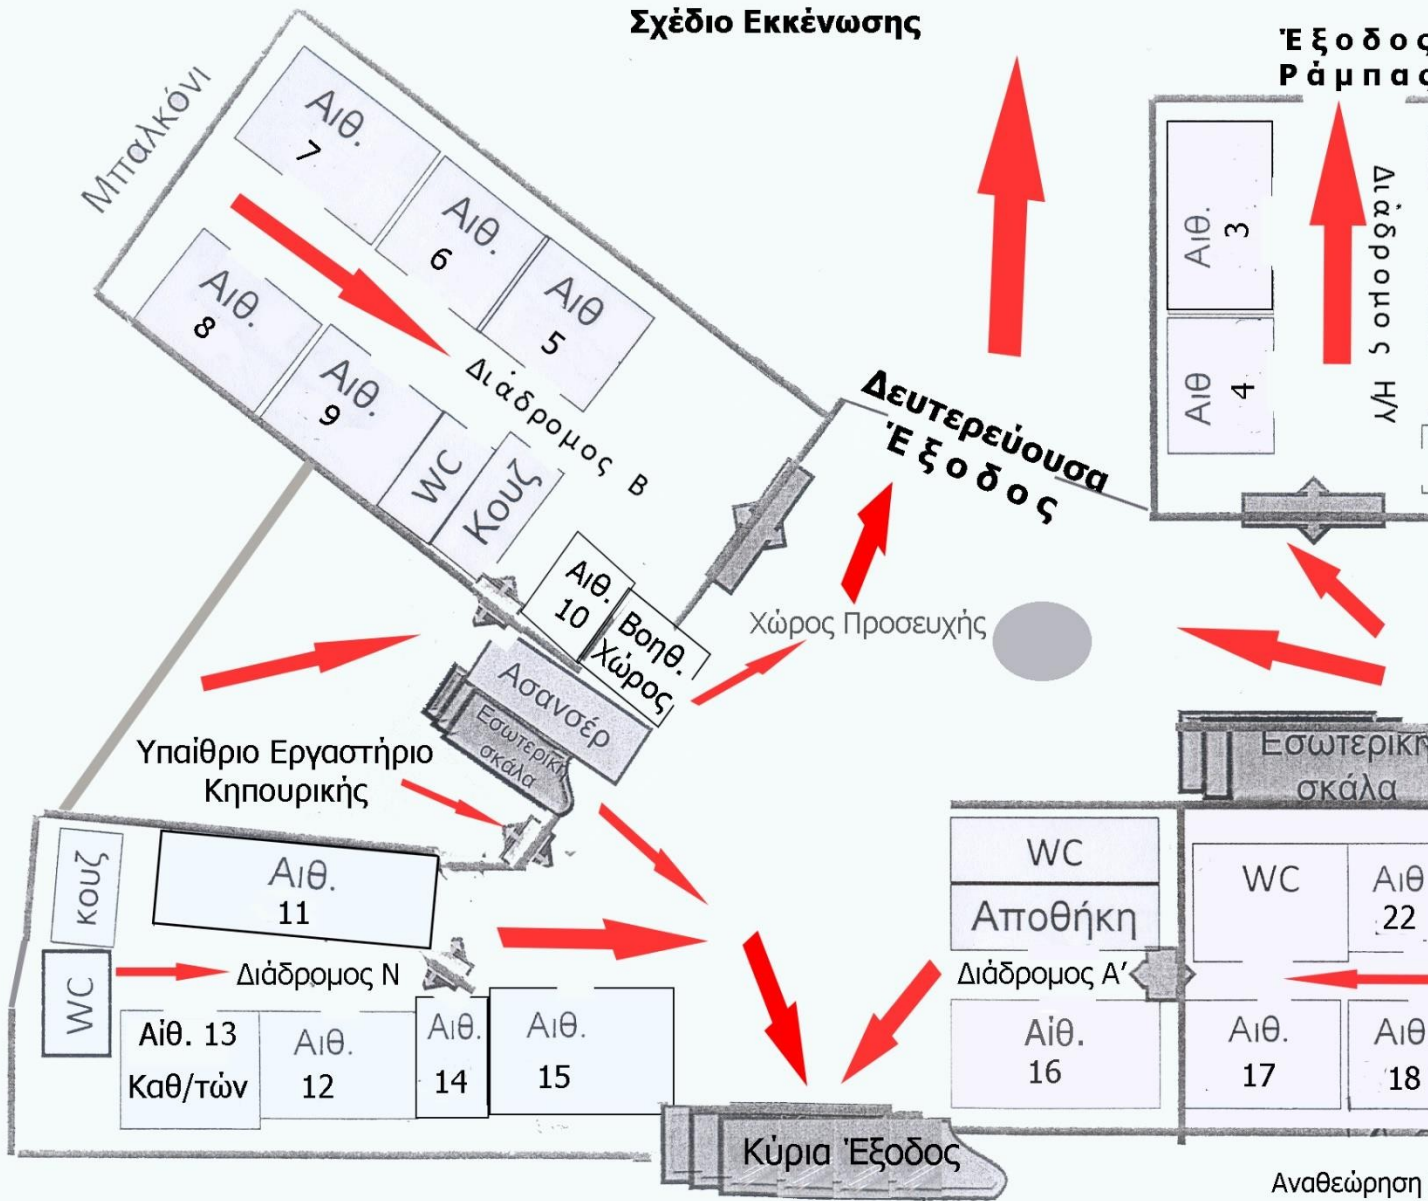 Σχέδιο Εκκένωσης
Έξοδος
Ράμπας
Μπαλκόνι
Αιθ.
7
Αιθ.
6
Αιθ
5
Αιθ.
8
Αιθ.
9
WC
Κουζ
Διάδρομος Β
Αιθ.
10
Βοηθ.
Χώρος
Ασανσέρ
Εσωτερική
σκάλα
Δευτερεύουσα
Έξοδος
Χώρος Προσευχής
Αιθ.
3
Αιθ
4
Διάδρομος Η/Υ
Υπαίθριο Εργαστήριο
Κηπουρικής
Εσωτερική
σκάλα
κουζ
Αιθ.
11
WC
Διάδρομος Ν
Αίθ. 13
Καθ/τών
Αιθ.
12
Αιθ.
14
Αιθ.
15
WC
Αποθήκη
Διάδρομος Α'
Αίθ.
16
WC
Αιθ
22
Αιθ.
17
Αιθ
18
Κύρια Έξοδος
Αναθεώρηση